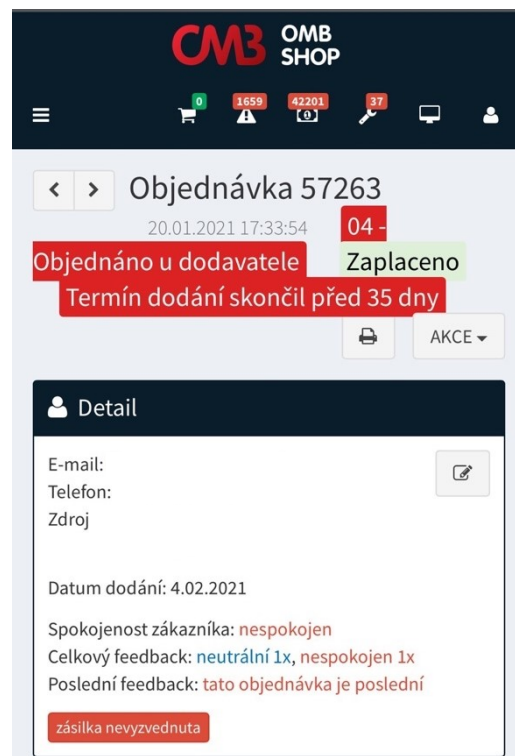 CMB OMB
SHOP
0 1659 42201 37
Objednávka 57263
20.01.2021 17:33:54 04 -
Objednáno u dodavatele Zaplaceno
Termín dodání skončil před 35 dny
AKCE
Detail
E-mail:
Telefon:
Zdroj
Datum dodání: 4.02.2021
Spokojenost zákazníka: nespokojen
Celkový feedback: neutrální 1x, nespokojen 1x
Poslední feedback: tato objednávka je poslední
zásilka nevyzvednuta